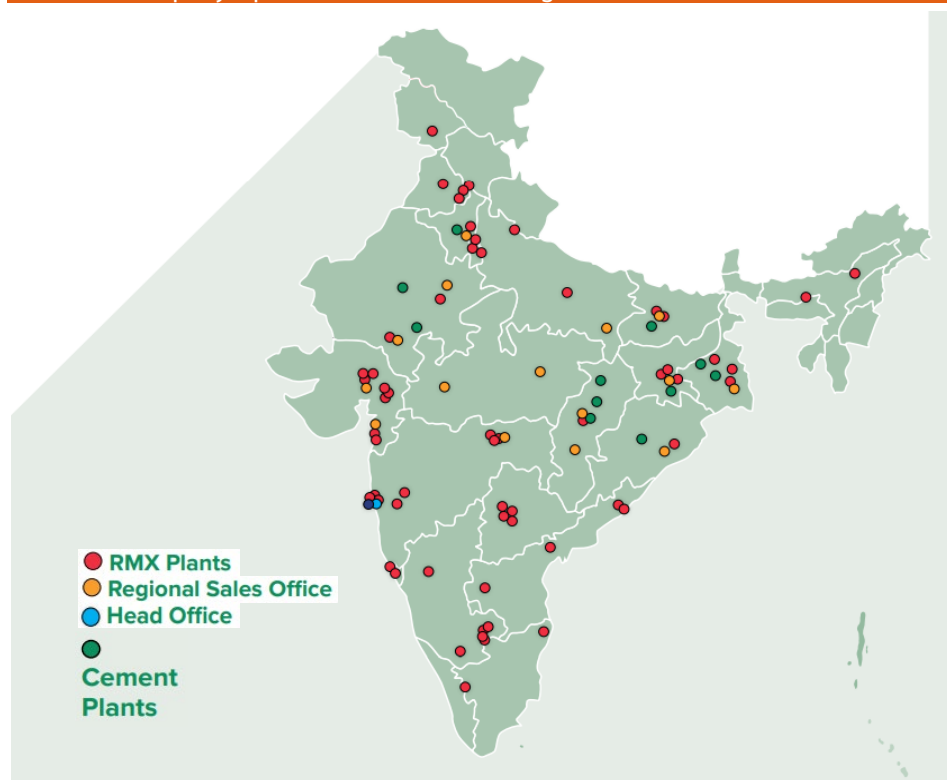 RMX Plants
Regional Sales Office
Head Office
Cement
Plants